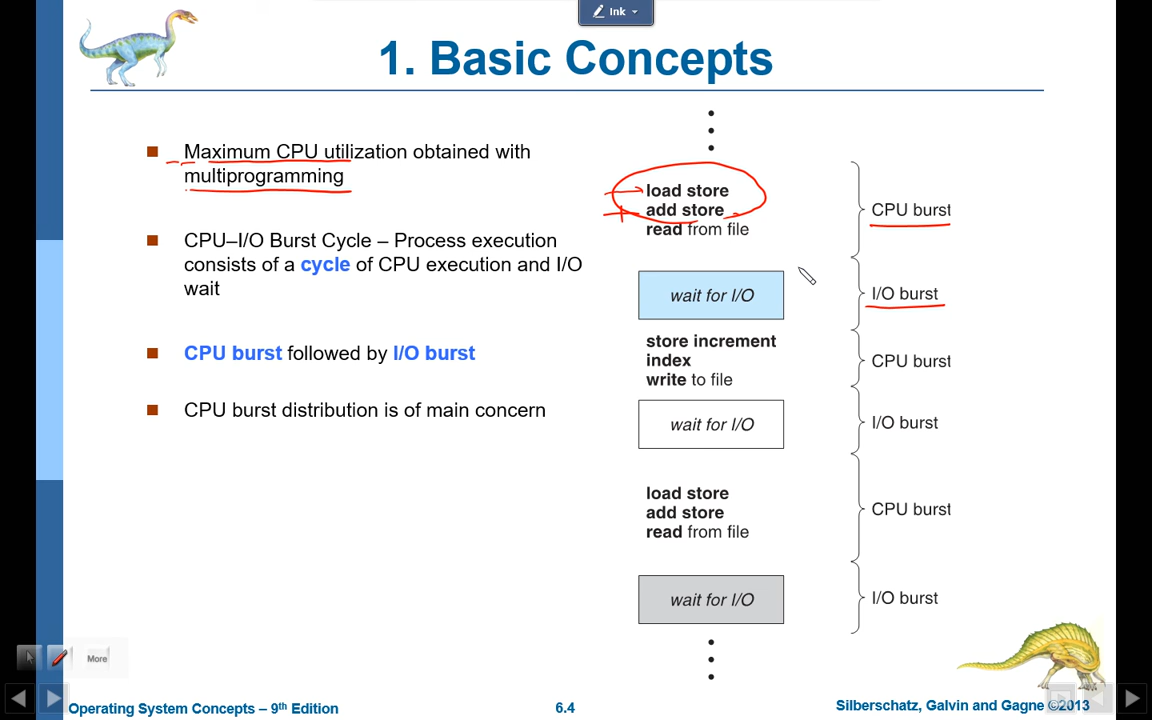 Ink
1. Basic Concepts
Maximum CPU utilization obtained with
multiprogramming
CPU–I/O Burst Cycle – Process execution
consists of a cycle of CPU execution and I/O
wait
CPU burst followed by I/O burst
CPU burst distribution is of main concern
load store
add store
read from file
CPU burst
wait for I/O
I/O burst
store increment
index
write to file
CPU burst
wait for I/O
I/O burst
load store
add store
read from file
CPU burst
wait for I/O
I/O burst
More
Operating System Concepts – 9th Edition
6.4
Silberschatz, Galvin and Gagne ©2013